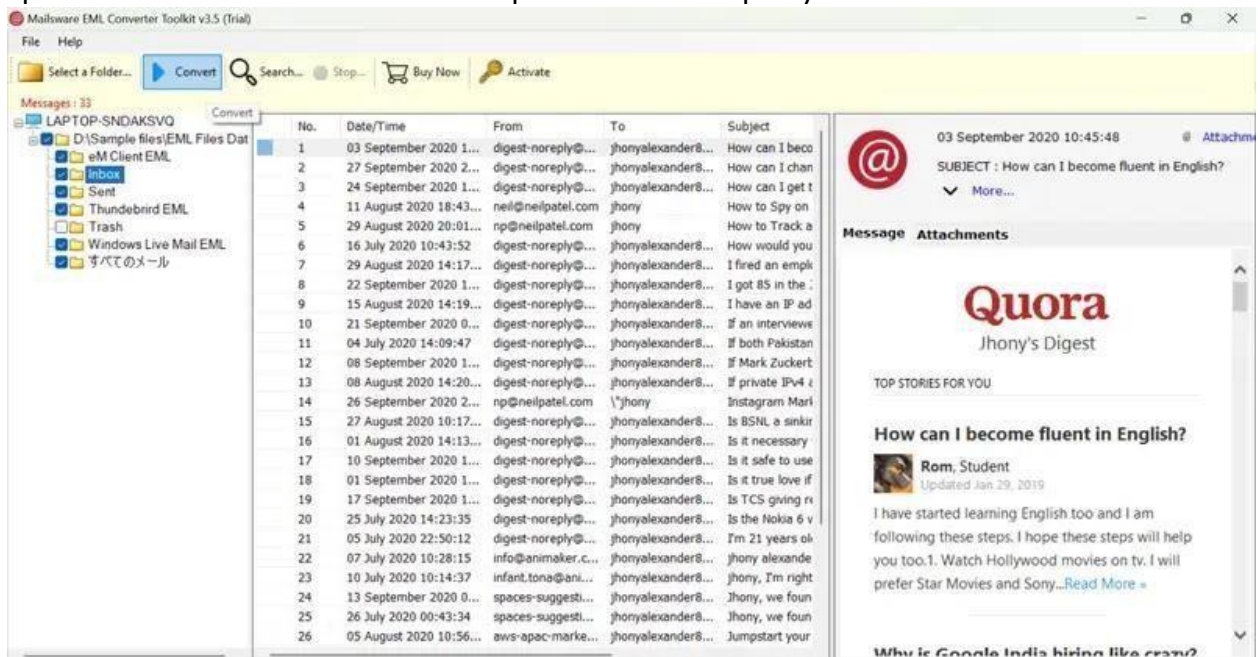 Mailsware EML Converter Toolkit v3.5 (Trial)
File Help
Select a Folder... Convert Search... Stop... Buy Now Activate
Messages : 33
Convert
LAPTOP-SNDAKSVQ
D:\Sample files\EML Files Dat
eM Client EML
Inbox
Sent
Thundebrird EML
Trash
Windows Live Mail EML
すべてのメール
No. Date/Time From To Subject
1 03 September 2020 1... digest-noreply@... jhonyalexander8... How can I beco
2 27 September 2020 2... digest-noreply@... jhonyalexander8... How can I chan
3 24 September 2020 1... digest-noreply@... jhonyalexander8... How can I get t
4 11 August 2020 18:43... neil@neilpatel.com jhony How to Spy on
5 29 August 2020 20:01... np@neilpatel.com jhony How to Track a
6 16 July 2020 10:43:52 digest-noreply@... jhonyalexander8... How would you
7 29 August 2020 14:17... digest-noreply@... jhonyalexander8... I fired an emplo
8 22 September 2020 1... digest-noreply@... jhonyalexander8... I got 85 in the
9 15 August 2020 14:19... digest-noreply@... jhonyalexander8... I have an IP ad
10 21 September 2020 0... digest-noreply@... jhonyalexander8... If an interviewe
11 04 July 2020 14:09:47 digest-noreply@... jhonyalexander8... If both Pakistan
12 08 September 2020 1... digest-noreply@... jhonyalexander8... If Mark Zuckerb
13 08 August 2020 14:20... digest-noreply@... jhonyalexander8... If private IPv4 a
14 26 September 2020 2... np@neilpatel.com \"jhony Instagram Mark
15 27 August 2020 10:17... digest-noreply@... jhonyalexander8... Is BSNL a sinkin
16 01 August 2020 14:13... digest-noreply@... jhonyalexander8... Is it necessary
17 10 September 2020 1... digest-noreply@... jhonyalexander8... Is it safe to use
18 01 September 2020 1... digest-noreply@... jhonyalexander8... Is it true love if
19 17 September 2020 1... digest-noreply@... jhonyalexander8... Is TCS giving re
20 25 July 2020 14:23:35 digest-noreply@... jhonyalexander8... Is the Nokia 6 v
21 05 July 2020 22:50:12 digest-noreply@... jhonyalexander8... I'm 21 years old
22 07 July 2020 10:28:15 info@animaker.c... jhonyalexander8... jhony alexande
23 10 July 2020 10:14:37 infant.tona@ani... jhonyalexander8... jhony, I'm right
24 13 September 2020 0... spaces-suggesti... jhonyalexander8... Jhony, we foun
25 26 July 2020 00:43:34 spaces-suggesti... jhonyalexander8... Jhony, we foun
26 05 August 2020 10:56... aws-apac-marke... jhonyalexander8... Jumpstart your
03 September 2020 10:45:48 Attachme
SUBJECT : How can I become fluent in English?
More...
Message Attachments
Quora
Jhony's Digest
TOP STORIES FOR YOU
How can I become fluent in English?
Rom, Student
Updated Jan 29, 2019
I have started learning English too and I am
following these steps. I hope these steps will help
you too.1. Watch Hollywood movies on tv. I will
prefer Star Movies and Sony...Read More »
Why is Google India hiring like crazy?